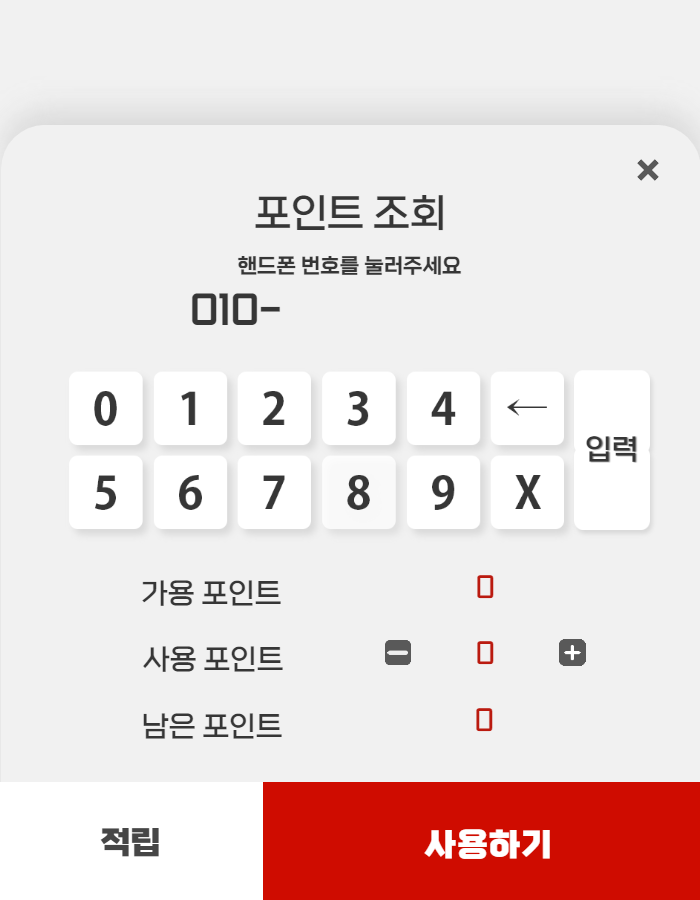 포인트 조회
핸드폰 번호를 눌러주세요
010-
0 1 2 3 4 ←
입력
5 6 7 8 9 X
가용 포인트 0
사용 포인트 - 0 +
남은 포인트 0
적립 사용하기